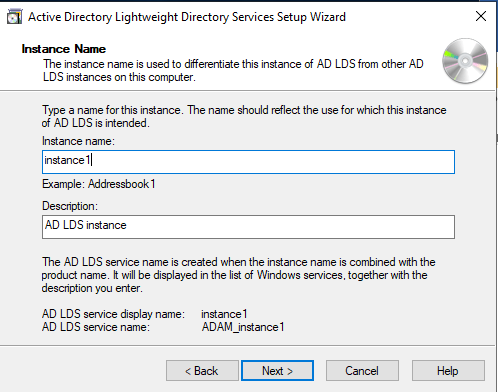 Active Directory Lightweight Directory Services Setup Wizard
Instance Name
The instance name is used to differentiate this instance of AD LDS from other AD
LDS instances on this computer.
Type a name for this instance. The name should reflect the use for which this instance
of AD LDS is intended.
Instance name:
instance1
Example: Addressbook1
Description:
AD LDS instance
The AD LDS service name is created when the instance name is combined with the
product name. It will be displayed in the list of Windows services, together with the
description you enter.
AD LDS service display name: instance1
AD LDS service name: ADAM_instance1
< Back Next > Cancel Help